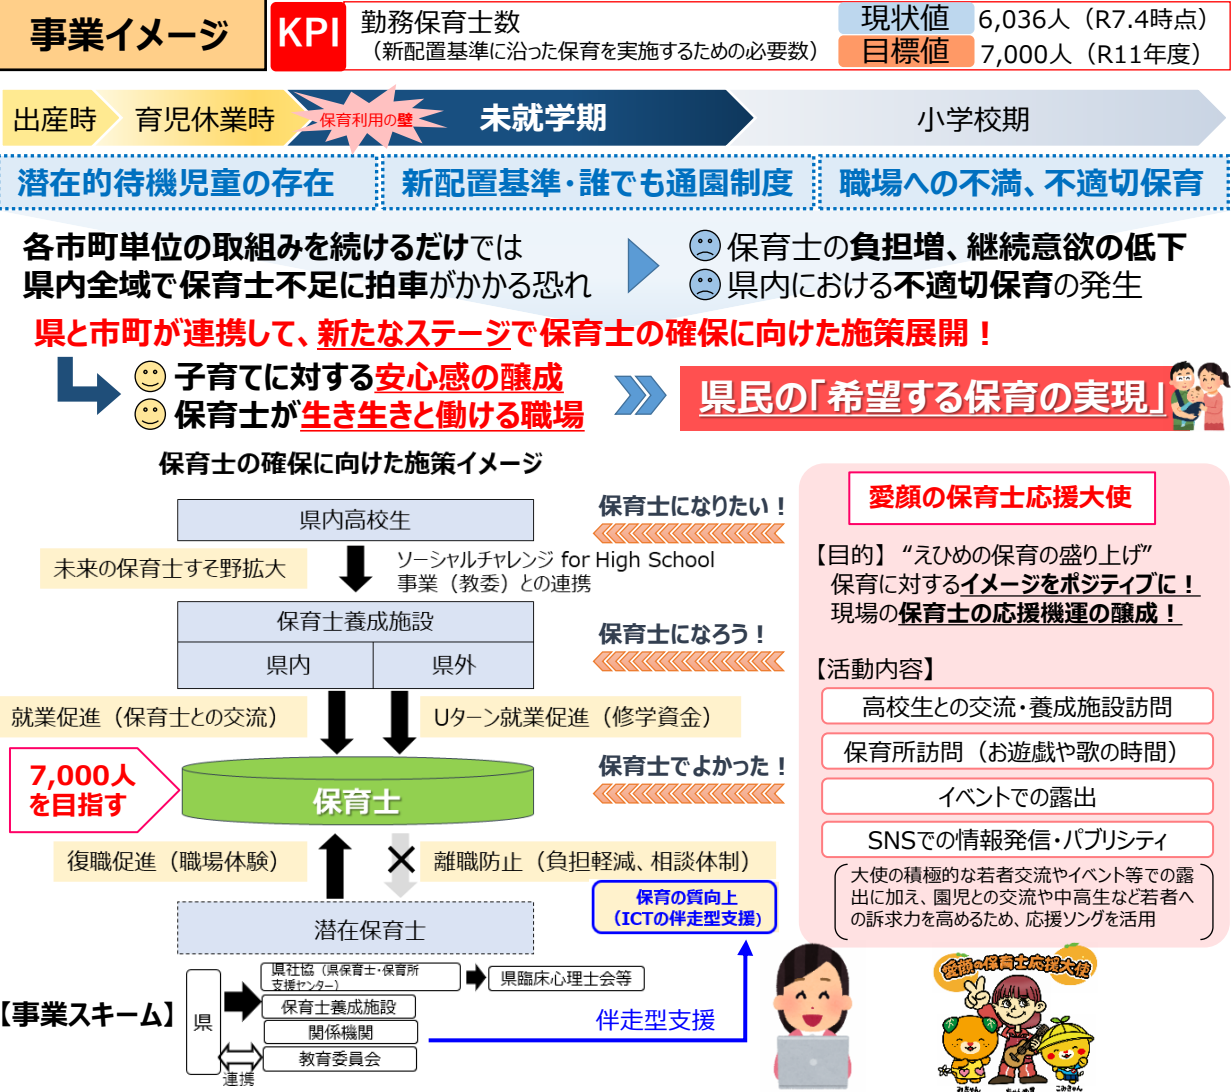 事業イメージ
KPI
勤務保育士数
（新配置基準に沿った保育を実施するための必要数）
現状値 6,036人（R7.4時点）
目標値 7,000人（R11年度）
出産時
育児休業時
保育利用の壁
未就学期
小学校期
潜在的待機児童の存在
新配置基準・誰でも通園制度
職場への不満、不適切保育
各市町単位の取組みを続けるだけでは
県内全域で保育士不足に拍車がかかる恐れ
保育士の負担増、継続意欲の低下
県内における不適切保育の発生
県と市町が連携して、新たなステージで保育士の確保に向けた施策展開！
子育てに対する安心感の醸成
保育士が生き生きと働ける職場
県民の「希望する保育の実現」
保育士の確保に向けた施策イメージ
県内高校生
保育士になりたい！
未来の保育士すそ野拡大
ソーシャルチャレンジ for High School
事業（教委）との連携
保育士養成施設
県内
県外
保育士になろう！
就業促進（保育士との交流）
Uターン就業促進（修学資金）
7,000人
を目指す
保育士
保育士でよかった！
復職促進（職場体験）
離職防止（負担軽減、相談体制）
保育の質向上
（ICTの伴走型支援）
潜在保育士
【事業スキーム】
県
県社協（県保育士・保育所
支援センター）
県臨床心理士会等
保育士養成施設
関係機関
教育委員会
連携
伴走型支援
愛顔の保育士応援大使
【目的】“えひめの保育の盛り上げ”
保育に対するイメージをポジティブに！
現場の保育士の応援機運の醸成！
【活動内容】
高校生との交流・養成施設訪問
保育所訪問（お遊戯や歌の時間）
イベントでの露出
SNSでの情報発信・パブリシティ
大使の積極的な若者交流やイベント等での露
出に加え、園児との交流や中高生など若者へ
の訴求力を高めるため、応援ソングを活用
愛顔の保育士応援大使
みきゃん
こみきゃん